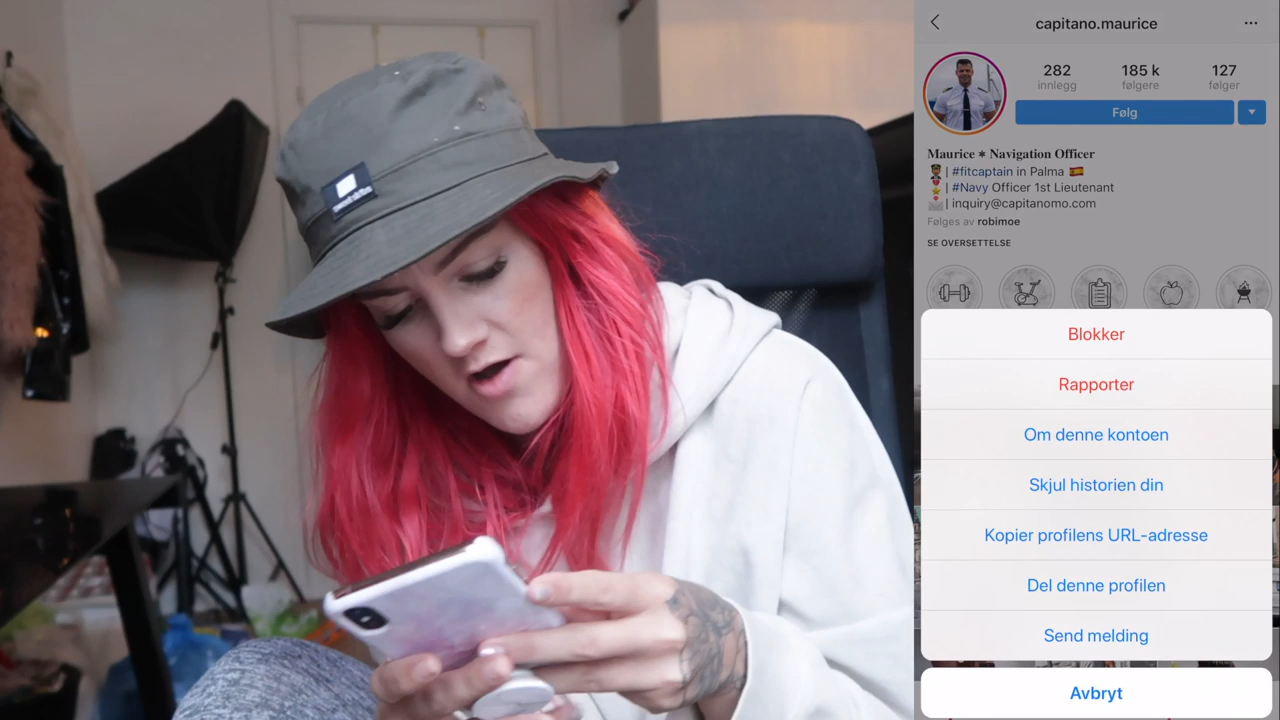 capitano.maurice
282
185 k
127
innlegg
følgere
følger
Følg
Maurice ✷ Navigation Officer
| #fitcaptain in Palma
| #Navy Officer 1st Lieutenant
| inquiry@capitanomo.com
Følges av robimoe
SE OVERSETTELSE
Blokker
Rapporter
Om denne kontoen
Skjul historien din
Kopier profilens URL-adresse
Del denne profilen
Send melding
Avbryt